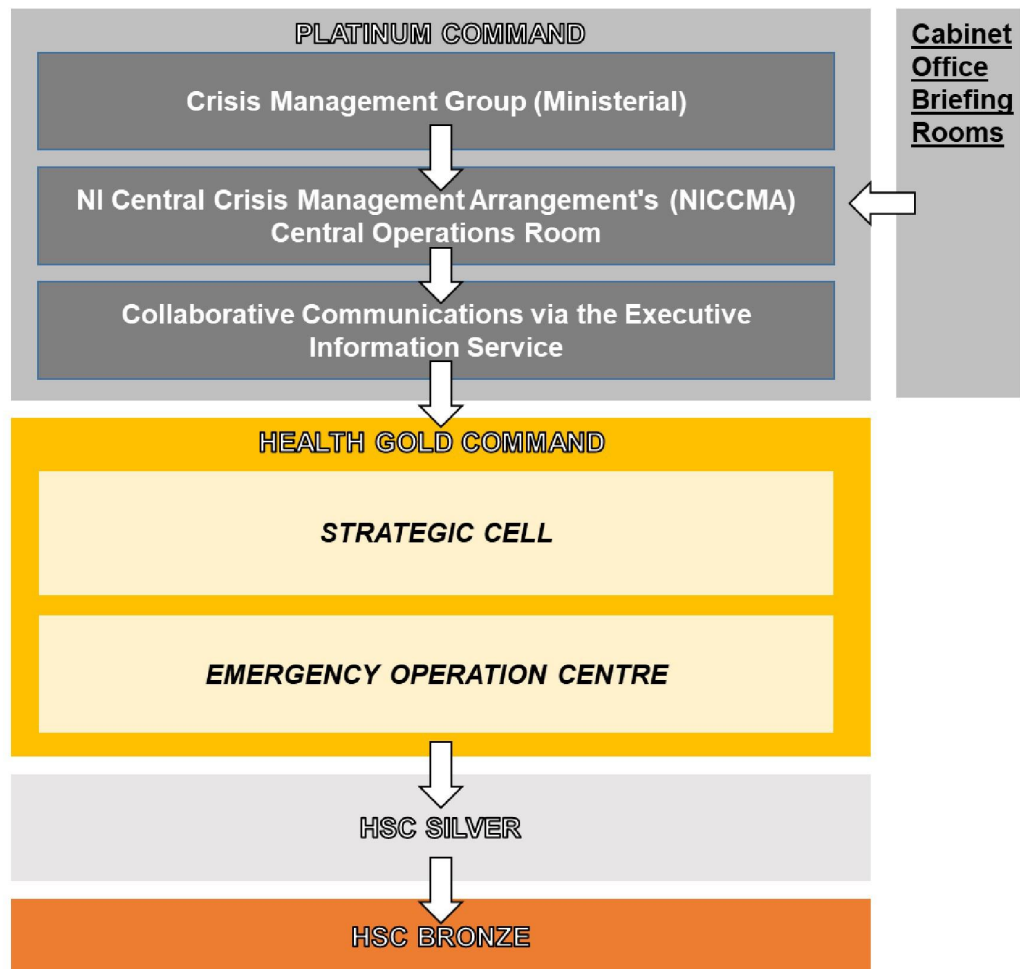 PLATINUM COMMAND
Crisis Management Group (Ministerial)
NI Central Crisis Management Arrangement's (NICCMA)
Central Operations Room
Collaborative Communications via the Executive
Information Service
Cabinet
Office
Briefing
Rooms
HEALTH GOLD COMMAND
STRATEGIC CELL
EMERGENCY OPERATION CENTRE
HSC SILVER
HSC BRONZE